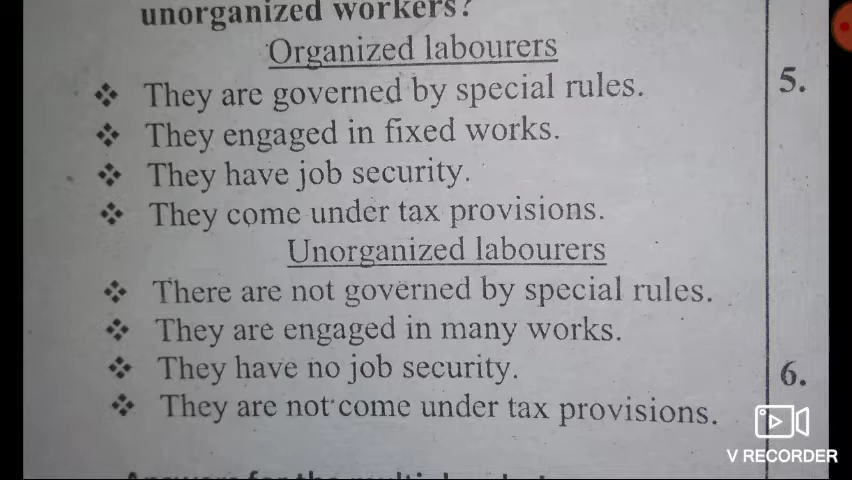 unorganized workers?
Organized labourers
❖ They are governed by special rules.
5.
❖ They engaged in fixed works.
❖ They have job security.
❖ They come under tax provisions.
Unorganized labourers
❖ There are not governed by special rules.
❖ They are engaged in many works.
❖ They have no job security.
6.
❖ They are not come under tax provisions.
V RECORDER